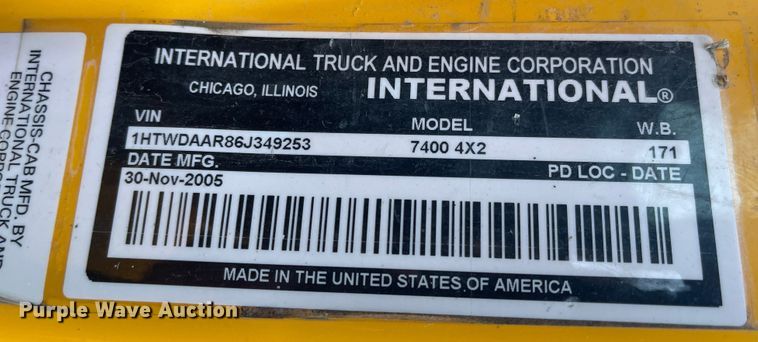 CHASSIS-CAB MFD. BY
INTERNATIONAL TRUCK AND
INTERNATIONAL TRUCK AND ENGINE CORPORATION
CHICAGO, ILLINOIS INTERNATIONAL®
VIN MODEL W.B.
1HTWDAAR86J349253 7400 4X2 171
DATE MFG. PD LOC - DATE
30-Nov-2005
MADE IN THE UNITED STATES OF AMERICA
Purple Wave Auction